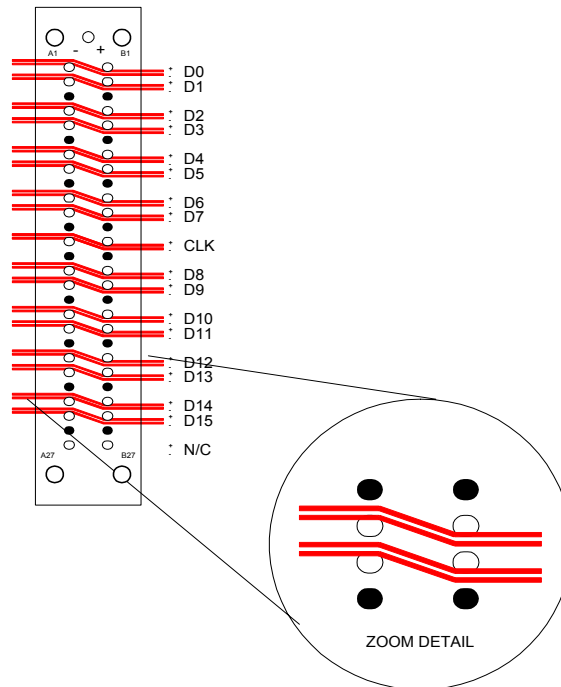 A1 - + B1
+ - D0
+ - D1
+ - D2
+ - D3
+ - D4
+ - D5
+ - D6
+ - D7
+ - CLK
+ - D8
+ - D9
+ - D10
+ - D11
+ - D12
+ - D13
+ - D14
+ - D15
+ - N/C
A27 B27
ZOOM DETAIL